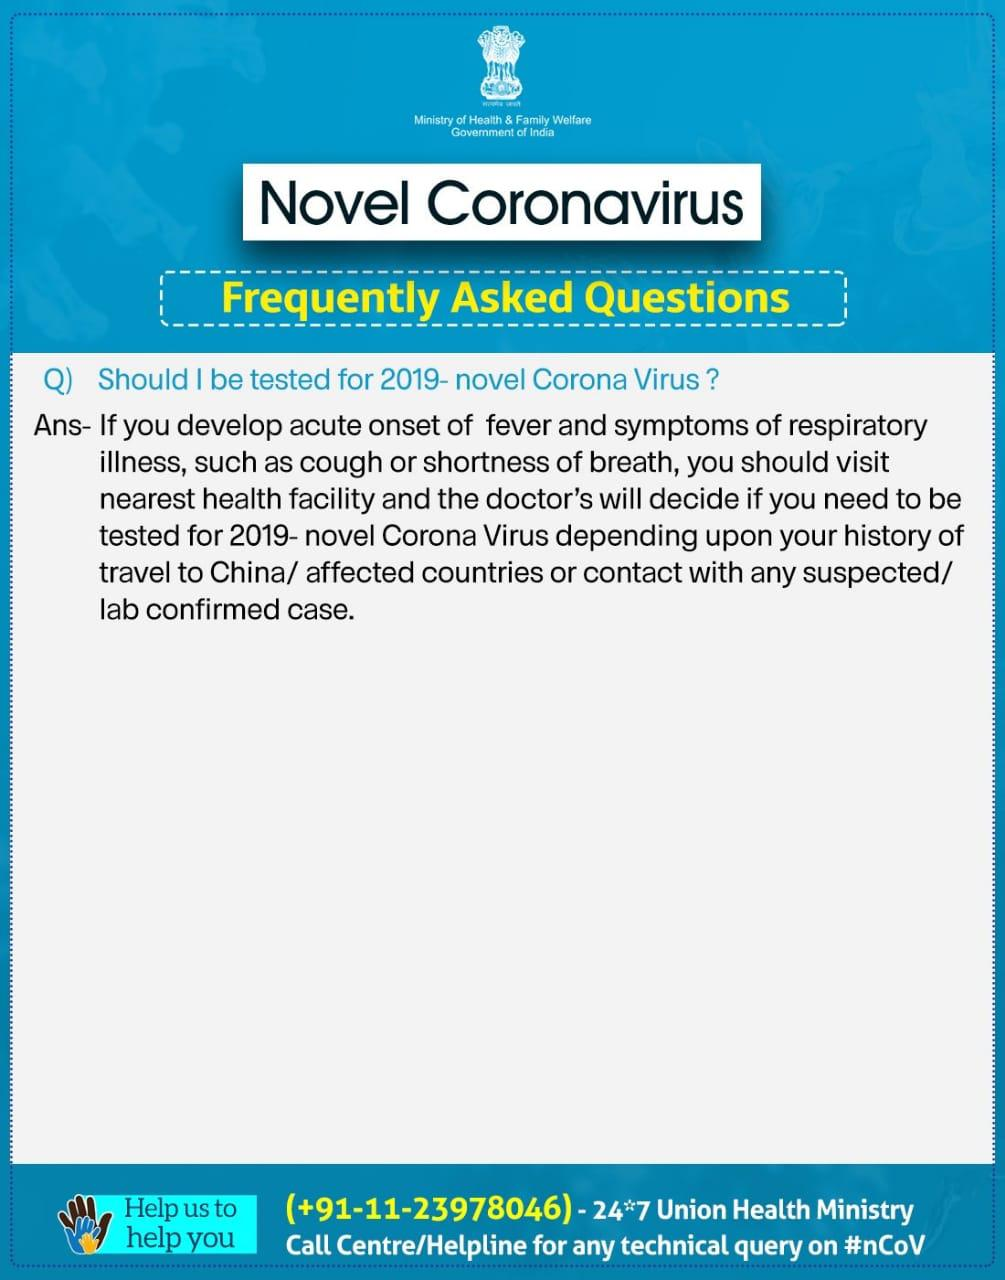 सत्यमेव जयते
Ministry of Health & Family Welfare
Government of India
Novel Coronavirus
Frequently Asked Questions
Q) Should I be tested for 2019- novel Corona Virus ?
Ans- If you develop acute onset of fever and symptoms of respiratory
illness, such as cough or shortness of breath, you should visit
nearest health facility and the doctor's will decide if you need to be
tested for 2019- novel Corona Virus depending upon your history of
travel to China/ affected countries or contact with any suspected/
lab confirmed case.
Help us to
help you
(+91-11-23978046) - 24*7 Union Health Ministry
Call Centre/Helpline for any technical query on #nCoV